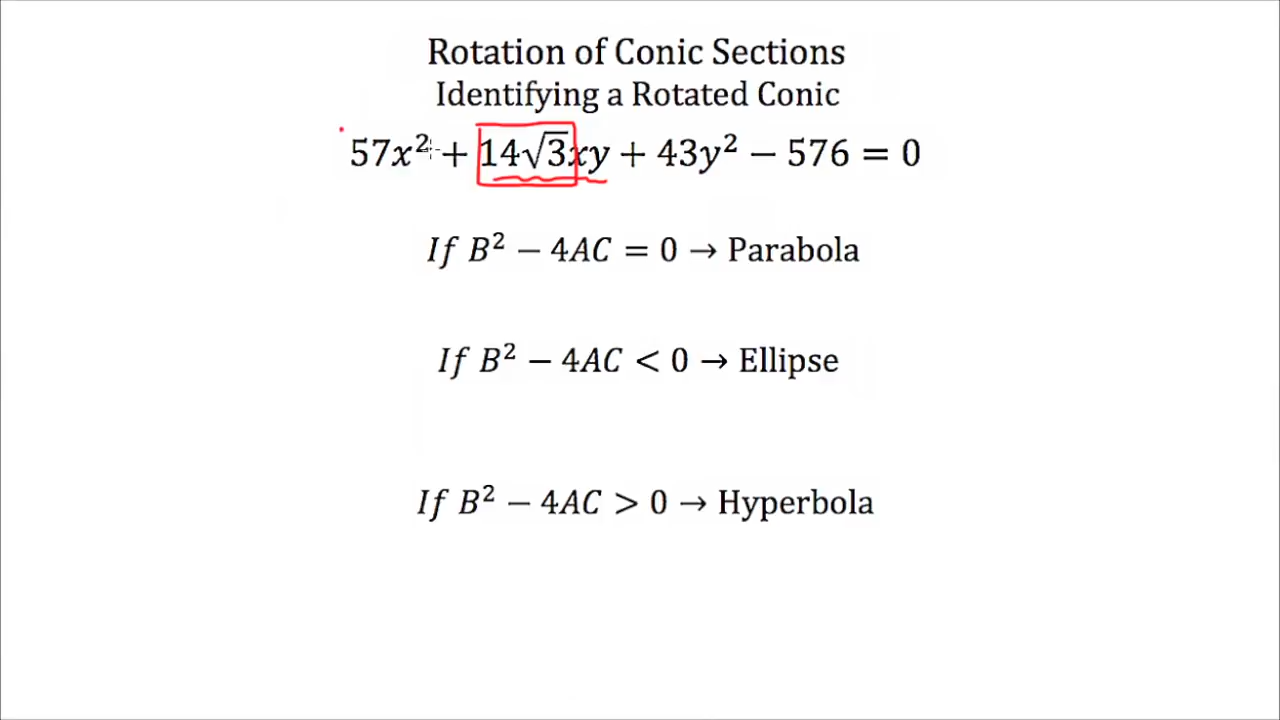 Rotation of Conic Sections
Identifying a Rotated Conic
57x² + 14√3xy + 43y² − 576 = 0
If B² − 4AC = 0 → Parabola
If B² − 4AC < 0 → Ellipse
If B² − 4AC > 0 → Hyperbola